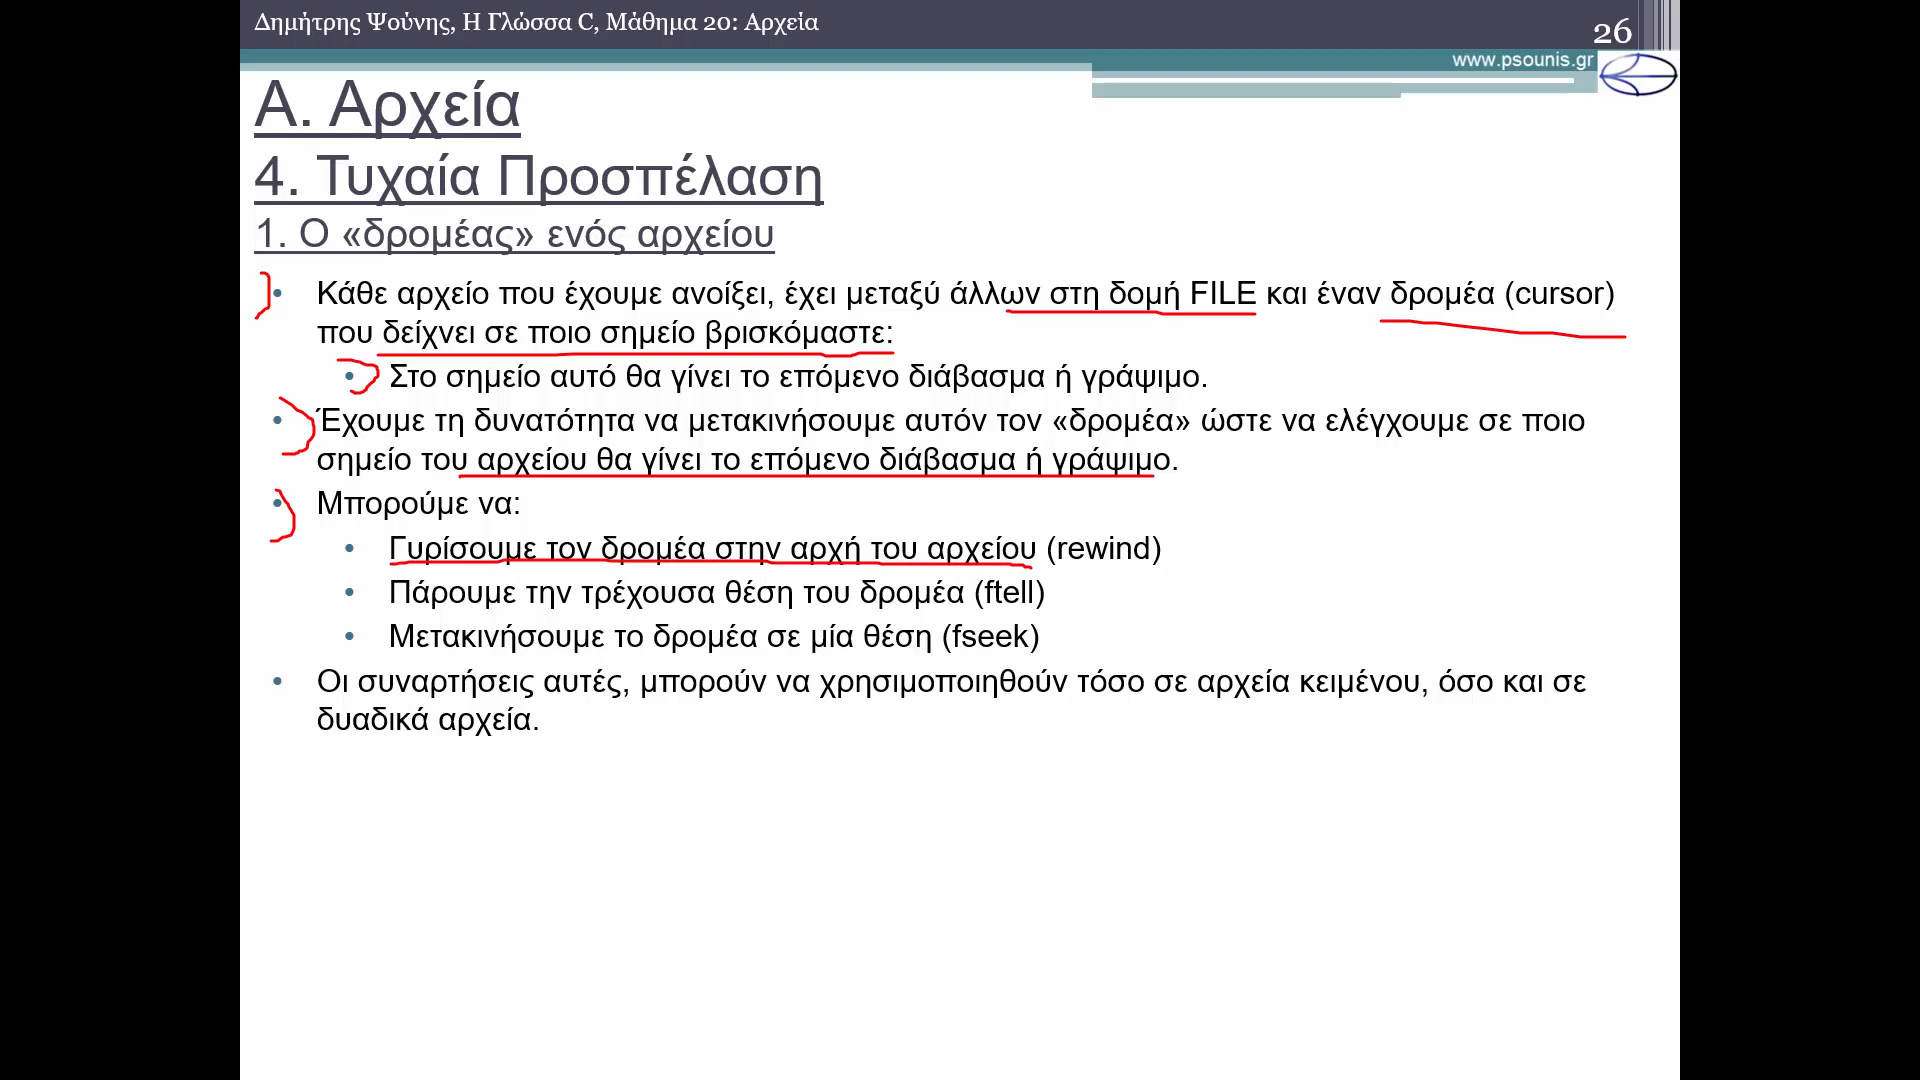 Δημήτρης Ψούνης, Η Γλώσσα C, Μάθημα 20: Αρχεία
26
www.psounis.gr
Α. Αρχεία
4. Τυχαία Προσπέλαση
1. Ο «δρομέας» ενός αρχείου
• Κάθε αρχείο που έχουμε ανοίξει, έχει μεταξύ άλλων στη δομή FILE και έναν δρομέα (cursor)
που δείχνει σε ποιο σημείο βρισκόμαστε:
• Στο σημείο αυτό θα γίνει το επόμενο διάβασμα ή γράψιμο.
• Έχουμε τη δυνατότητα να μετακινήσουμε αυτόν τον «δρομέα» ώστε να ελέγχουμε σε ποιο
σημείο του αρχείου θα γίνει το επόμενο διάβασμα ή γράψιμο.
• Μπορούμε να:
• Γυρίσουμε τον δρομέα στην αρχή του αρχείου (rewind)
• Πάρουμε την τρέχουσα θέση του δρομέα (ftell)
• Μετακινήσουμε το δρομέα σε μία θέση (fseek)
• Οι συναρτήσεις αυτές, μπορούν να χρησιμοποιηθούν τόσο σε αρχεία κειμένου, όσο και σε
δυαδικά αρχεία.